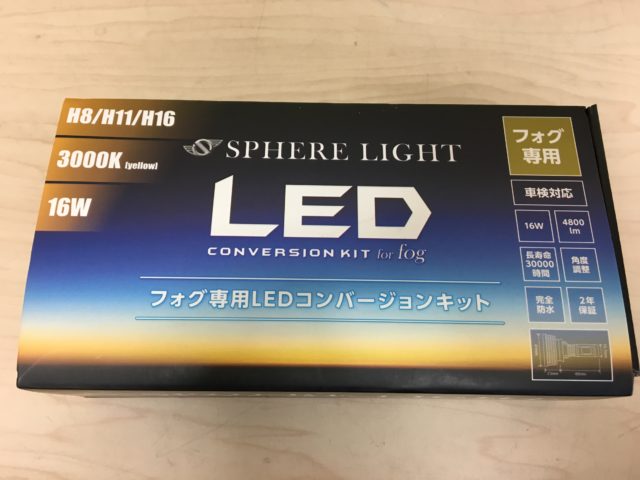 H8/H11/H16
3000K (yellow)
16W
SPHERE LIGHT
LED
CONVERSION KIT for fog
フォグ専用LEDコンバージョンキット
フォグ
専用
車検対応
16W
4800
lm
長寿命
30000
時間
角度
調整
完全
防水
2年
保証